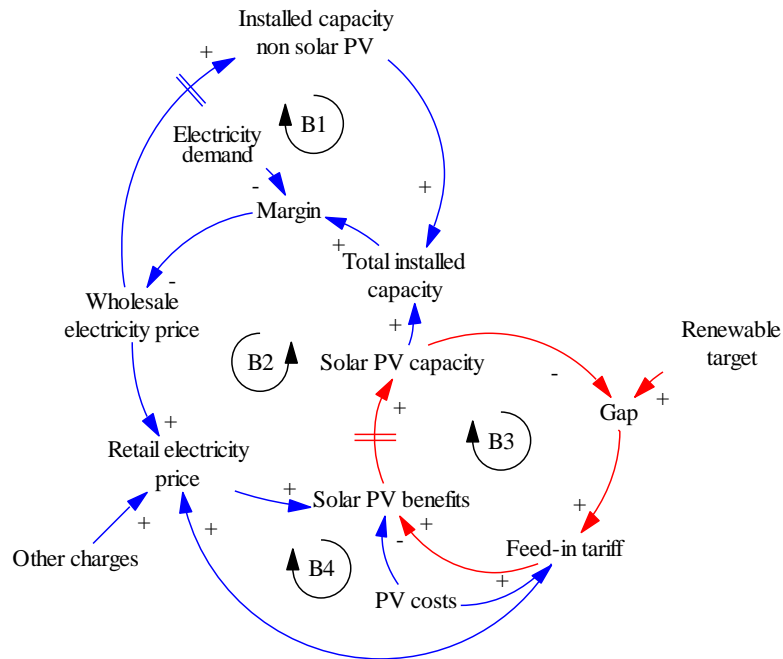 Installed capacity
non solar PV
+
B1
Electricity
demand
-
+
Margin
+
Total installed
capacity
-
Wholesale
electricity price
+
B2
Solar PV capacity
Renewable
target
-
+
Gap
+
+
B3
Retail electricity
price
+
Solar PV benefits
+
+
+
+
-
Feed-in tariff
Other charges
B4
+
PV costs